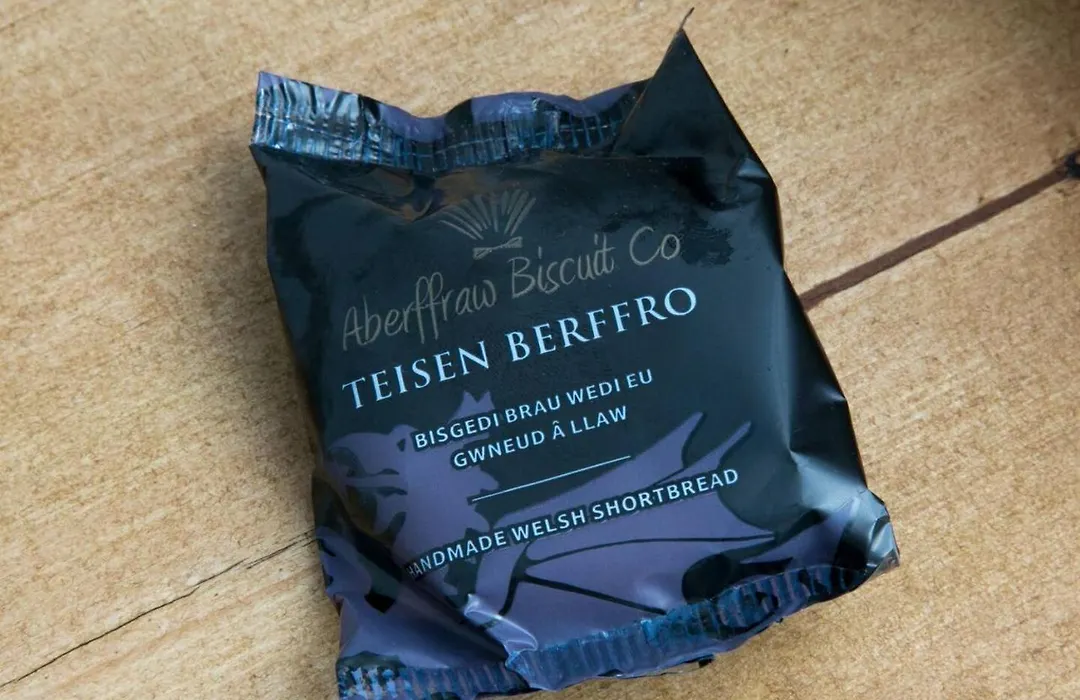 Aberffraw Biscuit Co
TEISEN BERFFRO
BISGEDI BRAU WEDI EU
GWNEUD Â LLAW
HANDMADE WELSH SHORTBREAD